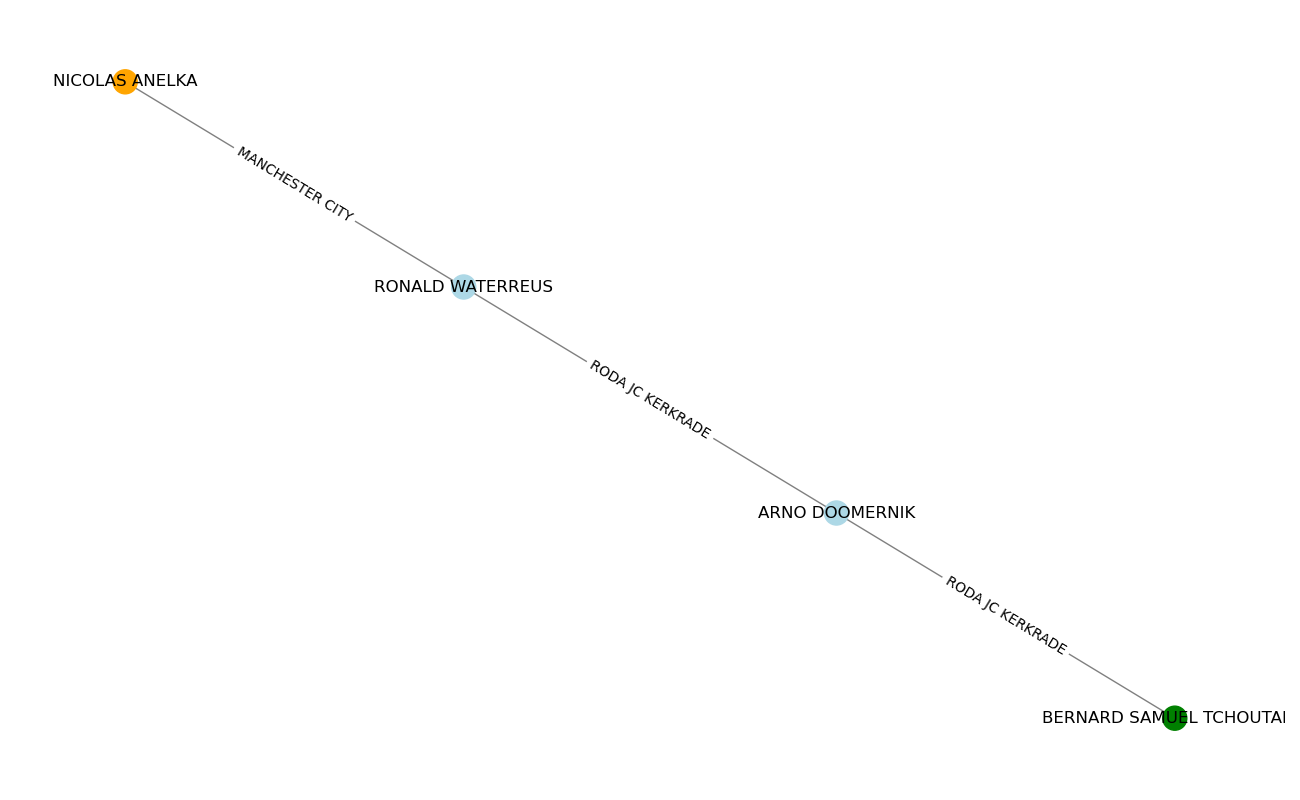 NICOLAS ANELKA
MANCHESTER CITY
RONALD WATERREUS
RODA JC KERKRADE
ARNO DOOMERNIK
RODA JC KERKRADE
BERNARD SAMUEL TCHOUTAI